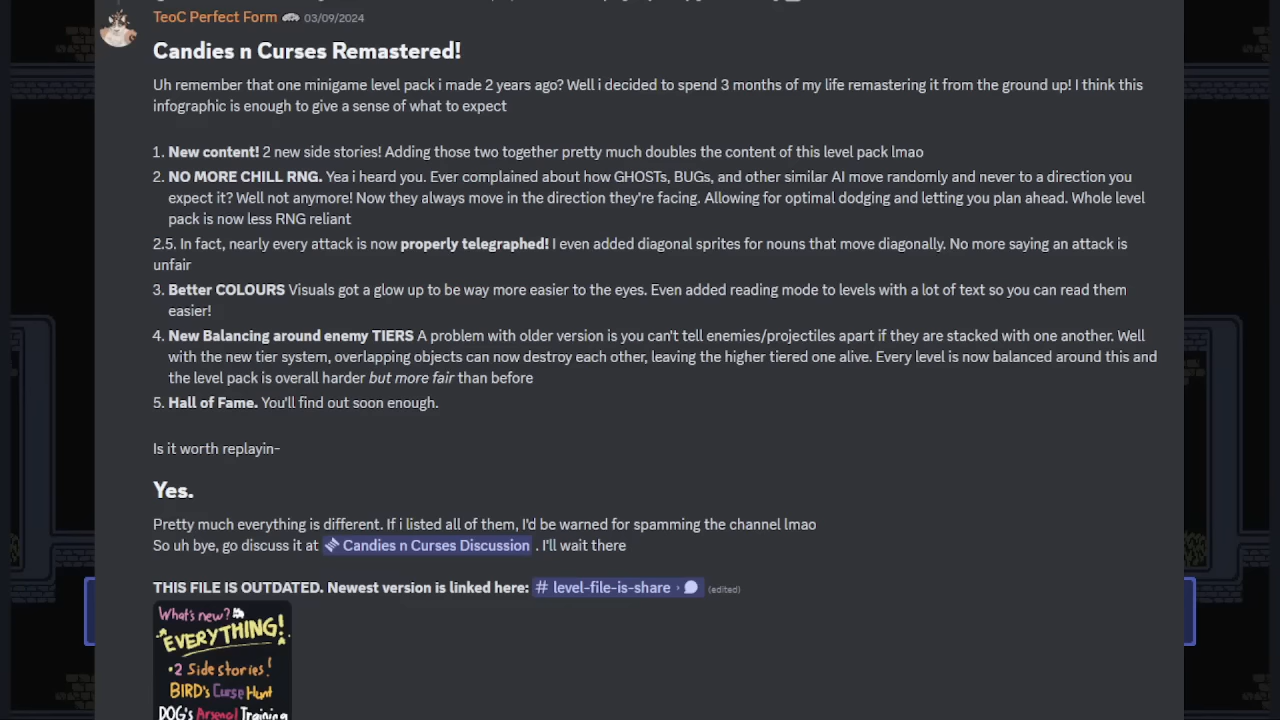 TeoC Perfect Form 03/09/2024
Candies n Curses Remastered!
Uh remember that one minigame level pack i made 2 years ago? Well i decided to spend 3 months of my life remastering it from the ground up! I think this
infographic is enough to give a sense of what to expect
1. New content! 2 new side stories! Adding those two together pretty much doubles the content of this level pack lmao
2. NO MORE CHILL RNG. Yea i heard you. Ever complained about how GHOSTs, BUGs, and other similar AI move randomly and never to a direction you
expect it? Well not anymore! Now they always move in the direction they're facing. Allowing for optimal dodging and letting you plan ahead. Whole level
pack is now less RNG reliant
2.5. In fact, nearly every attack is now properly telegraphed! I even added diagonal sprites for nouns that move diagonally. No more saying an attack is
unfair
3. Better COLOURS Visuals got a glow up to be way more easier to the eyes. Even added reading mode to levels with a lot of text so you can read them
easier!
4. New Balancing around enemy TIERS A problem with older version is you can't tell enemies/projectiles apart if they are stacked with one another. Well
with the new tier system, overlapping objects can now destroy each other, leaving the higher tiered one alive. Every level is now balanced around this and
the level pack is overall harder but more fair than before
5. Hall of Fame. You'll find out soon enough.
Is it worth replayin-
Yes.
Pretty much everything is different. If i listed all of them, I'd be warned for spamming the channel lmao
So uh bye, go discuss it at Candies n Curses Discussion . I'll wait there
THIS FILE IS OUTDATED. Newest version is linked here: # level-file-is-share › (edited)
What's new?
EVERYTHING!
•2 Side stories!
BIRD's Curse Hunt
DOG's Arsenal Training